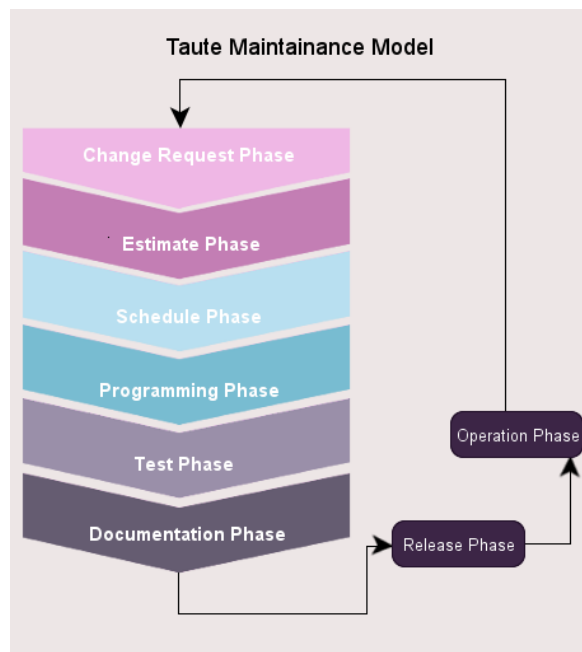 Taute Maintainance Model
Change Request Phase
Estimate Phase
Schedule Phase
Programming Phase
Test Phase
Documentation Phase
Operation Phase
Release Phase